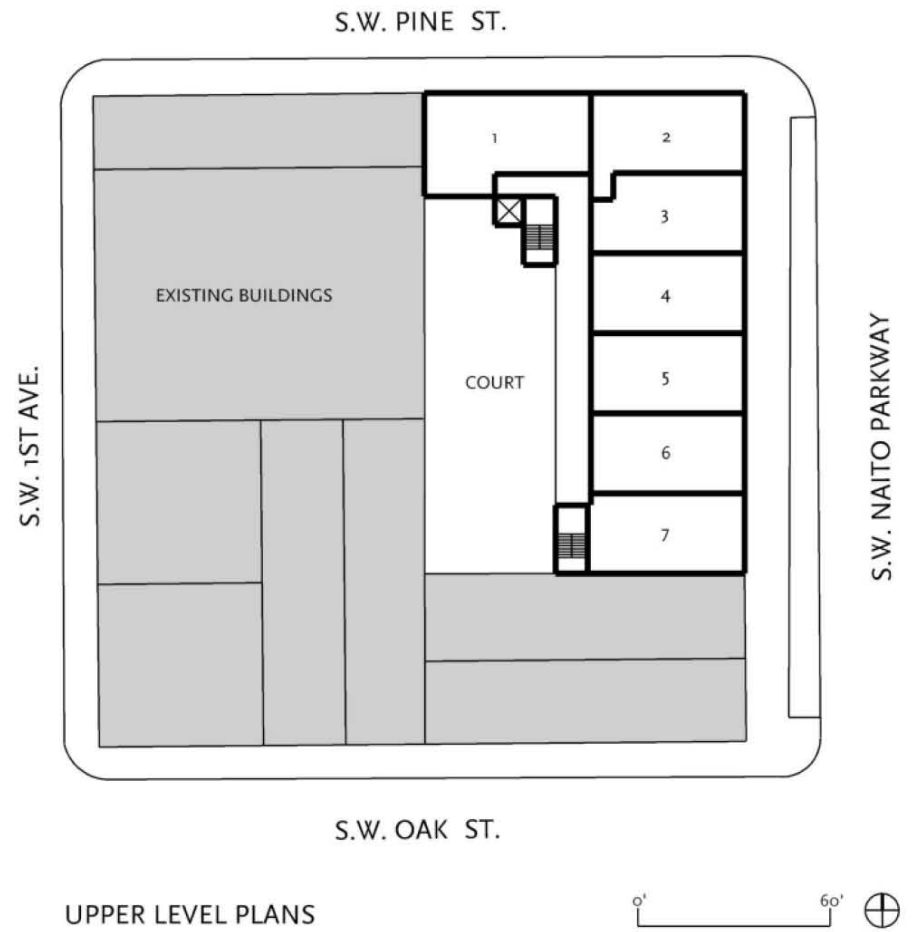 S.W. PINE ST.
1
2
3
EXISTING BUILDINGS
4
S.W. 1ST AVE.
COURT
5
S.W. NAITO PARKWAY
6
7
S.W. OAK ST.
UPPER LEVEL PLANS
0'
60'